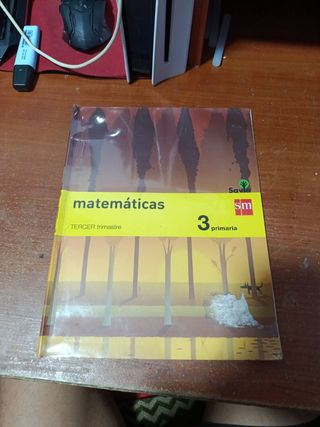 Savia
matemáticas
TERCER trimestre
3 primaria
sm